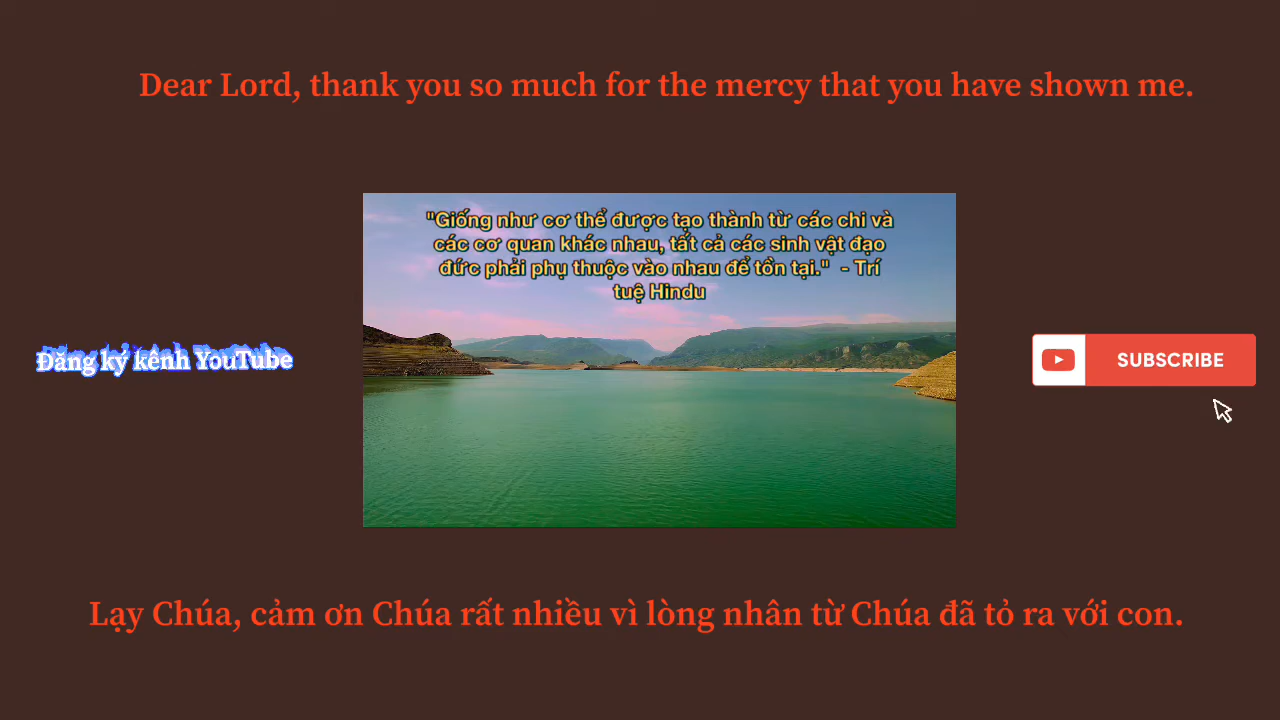 Dear Lord, thank you so much for the mercy that you have shown me.
"Giống như cơ thể được tạo thành từ các chi và
các cơ quan khác nhau, tất cả các sinh vật đạo
đức phải phụ thuộc vào nhau để tồn tại." - Trí
tuệ Hindu
Đăng ký kênh YouTube
SUBSCRIBE
Lạy Chúa, cảm ơn Chúa rất nhiều vì lòng nhân từ Chúa đã tỏ ra với con.